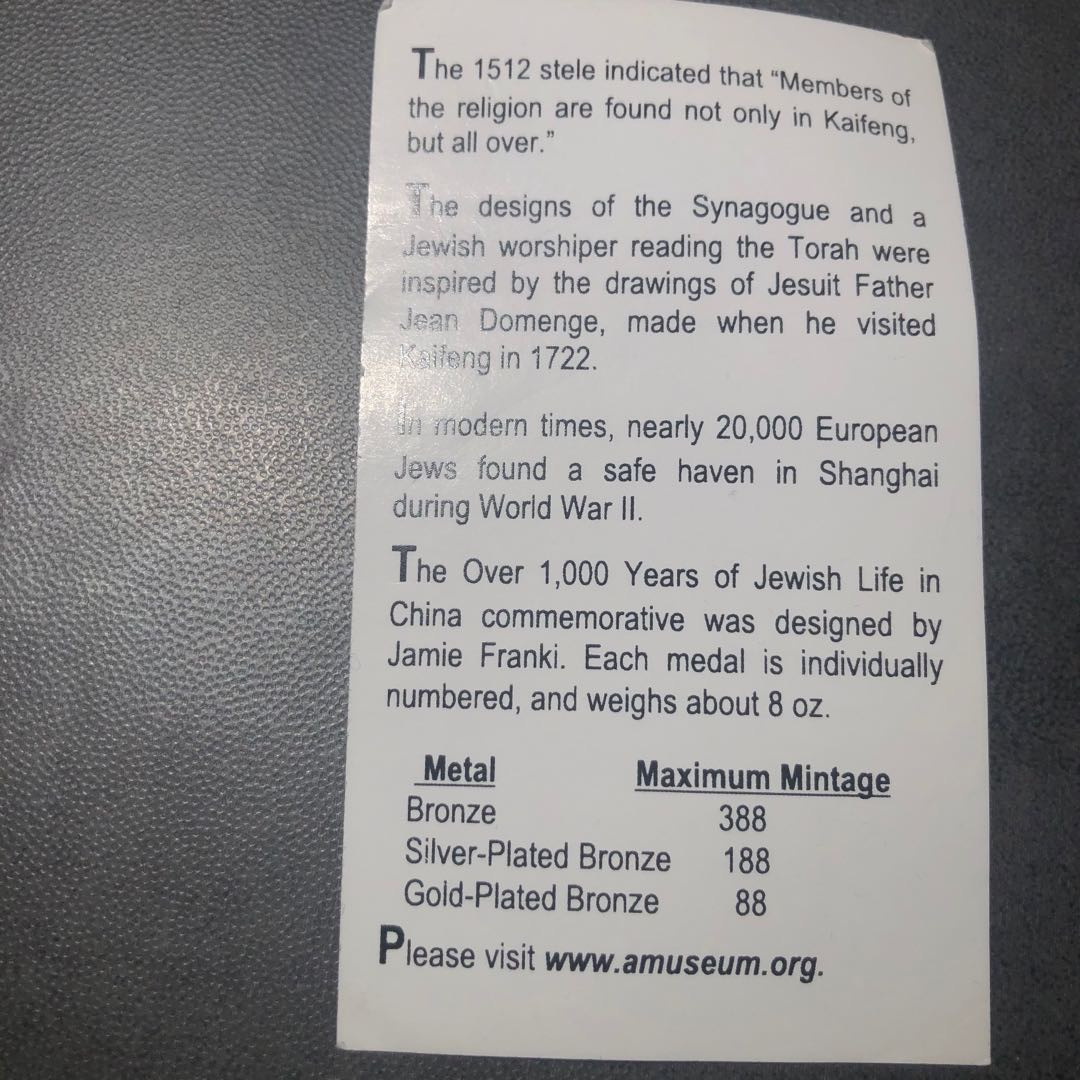 The 1512 stele indicated that “Members of
the religion are found not only in Kaifeng,
but all over.”
The designs of the Synagogue and a
Jewish worshiper reading the Torah were
inspired by the drawings of Jesuit Father
Jean Domenge, made when he visited
Kaifeng in 1722.
In modern times, nearly 20,000 European
Jews found a safe haven in Shanghai
during World War II.
The Over 1,000 Years of Jewish Life in
China commemorative was designed by
Jamie Franki. Each medal is individually
numbered, and weighs about 8 oz.
Metal Maximum Mintage
Bronze 388
Silver-Plated Bronze 188
Gold-Plated Bronze 88
Please visit www.amuseum.org.